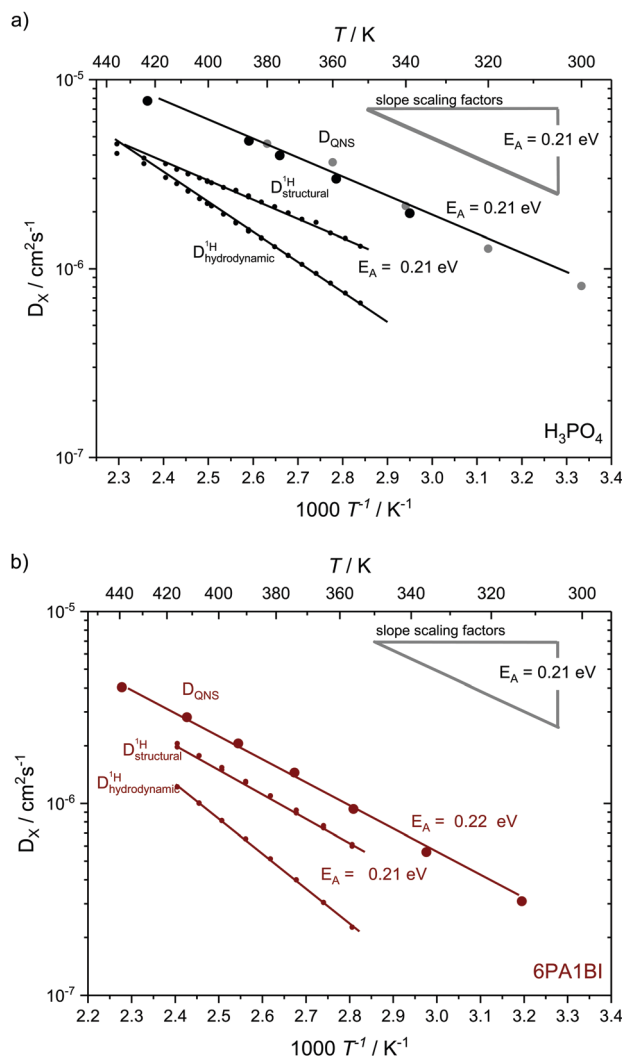 a)
T / K
440 420 400 380 360 340 320 300
10⁻⁵
slope scaling factors
E_A = 0.21 eV
D_QNS
D^1H_structural
E_A = 0.21 eV
D^1H_hydrodynamic
E_A = 0.21 eV
10⁻⁶
D_X / cm²s⁻¹
H₃PO₄
10⁻⁷
2.3 2.4 2.5 2.6 2.7 2.8 2.9 3.0 3.1 3.2 3.3 3.4
1000 T⁻¹ / K⁻¹
b)
T / K
440 420 400 380 360 340 320 300
10⁻⁵
slope scaling factors
E_A = 0.21 eV
D_QNS
D^1H_structural
D^1H_hydrodynamic
10⁻⁶
E_A = 0.22 eV
D_X / cm²s⁻¹
E_A = 0.21 eV
6PA1BI
10⁻⁷
2.2 2.3 2.4 2.5 2.6 2.7 2.8 2.9 3.0 3.1 3.2 3.3 3.4
1000 T⁻¹ / K⁻¹